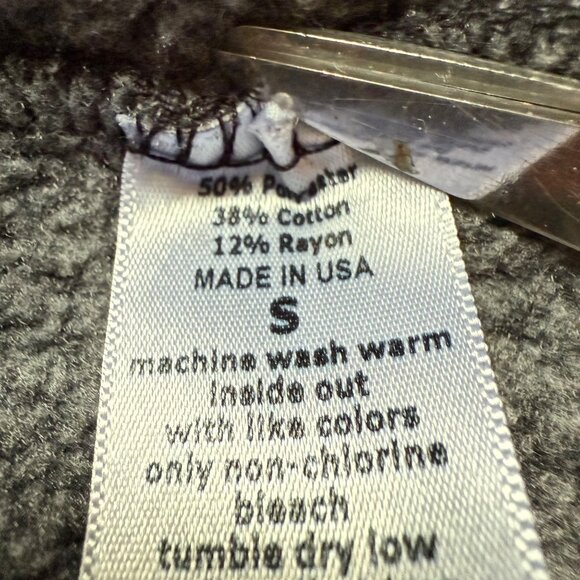 50% Polyester
38% Cotton
12% Rayon
MADE IN USA
S
machine wash warm
inside out
with like colors
only non-chlorine
bleach
tumble dry low